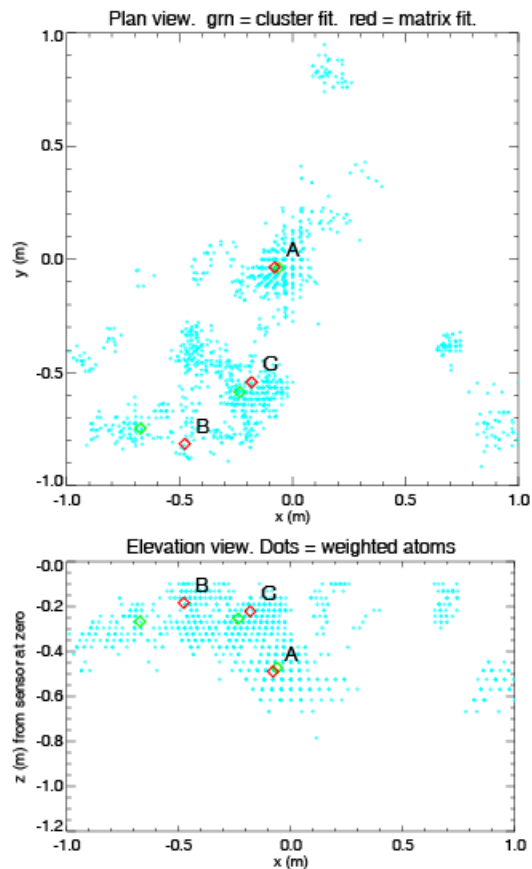 Plan view. grn = cluster fit. red = matrix fit.
1.0
0.5
A
y (m)
0.0
C
-0.5
B
-1.0
-1.0 -0.5 0.0 0.5 1.0
x (m)
Elevation view. Dots = weighted atoms
-0.0
B
C
-0.2
A
-0.4
z (m) from sensor at zero
-0.6
-0.8
-1.0
-1.2
-1.0 -0.5 0.0 0.5 1.0
x (m)